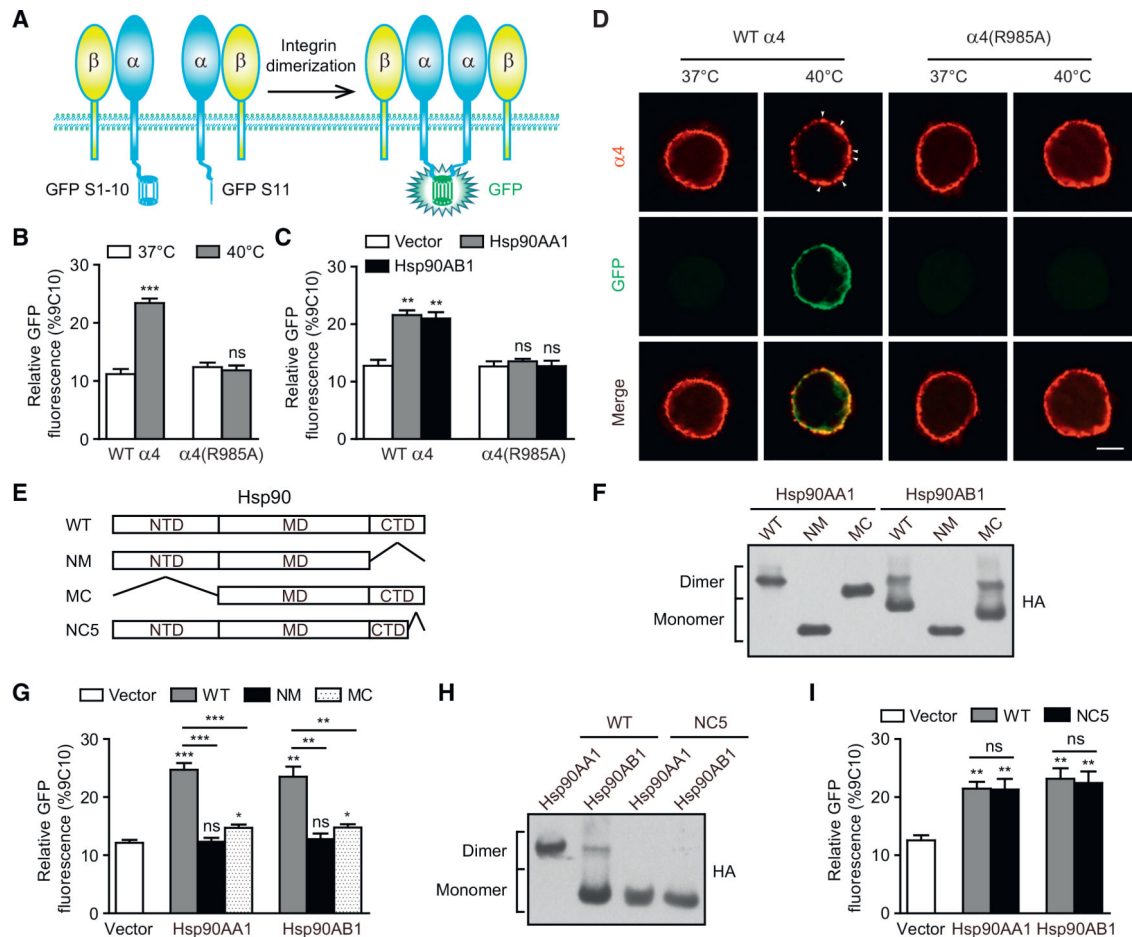 A
β α α β
Integrin
dimerization
β α α β
GFP S1-10
GFP S11
GFP
B
37°C 40°C
Relative GFP
fluorescence (%9C10)
30
20
10
0
***
ns
WT α4 α4(R985A)
C
Vector Hsp90AA1
Hsp90AB1
Relative GFP
fluorescence (%9C10)
30
20
10
0
** **
ns ns
WT α4 α4(R985A)
D
WT α4 α4(R985A)
37°C 40°C 37°C 40°C
α4
GFP
Merge
E
Hsp90
WT NTD MD CTD
NM NTD MD
MC MD CTD
NC5 NTD MD CTD
F
Hsp90AA1 Hsp90AB1
WT NM MC WT NM MC
Dimer
Monomer
HA
G
Vector WT NM MC
Relative GFP
fluorescence (%9C10)
30
20
10
0
*** **
*** **
*** ns * ** ns *
Vector Hsp90AA1 Hsp90AB1
H
WT NC5
Hsp90AA1 Hsp90AB1 Hsp90AA1 Hsp90AB1
Dimer
Monomer
HA
I
Vector WT NC5
Relative GFP
fluorescence (%9C10)
30
20
10
0
ns ns
** ** ** **
Vector Hsp90AA1 Hsp90AB1